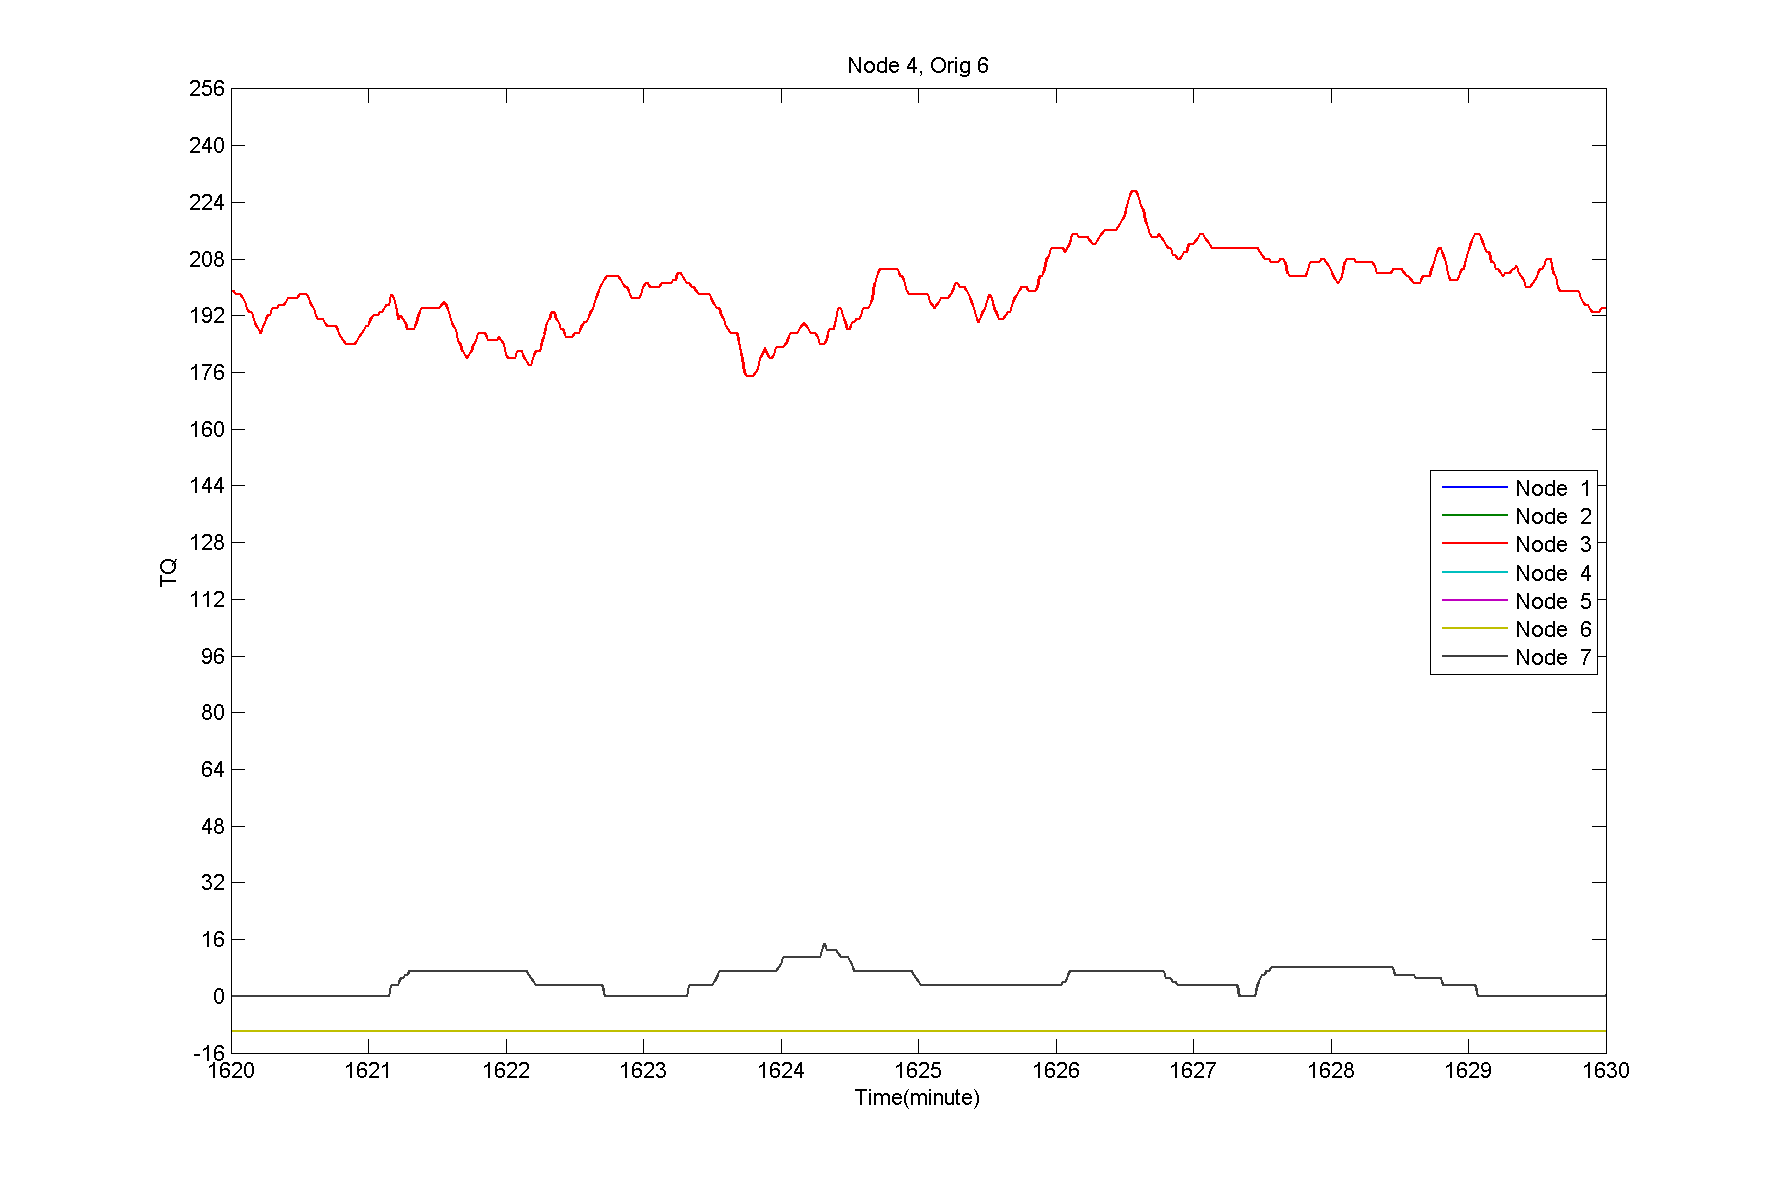 Node 4, Orig 6
256
240
224
208
192
176
160
144
128
112
96
80
64
48
32
16
0
-16
TQ
Node 1
Node 2
Node 3
Node 4
Node 5
Node 6
Node 7
1620 1621 1622 1623 1624 1625 1626 1627 1628 1629 1630
Time(minute)